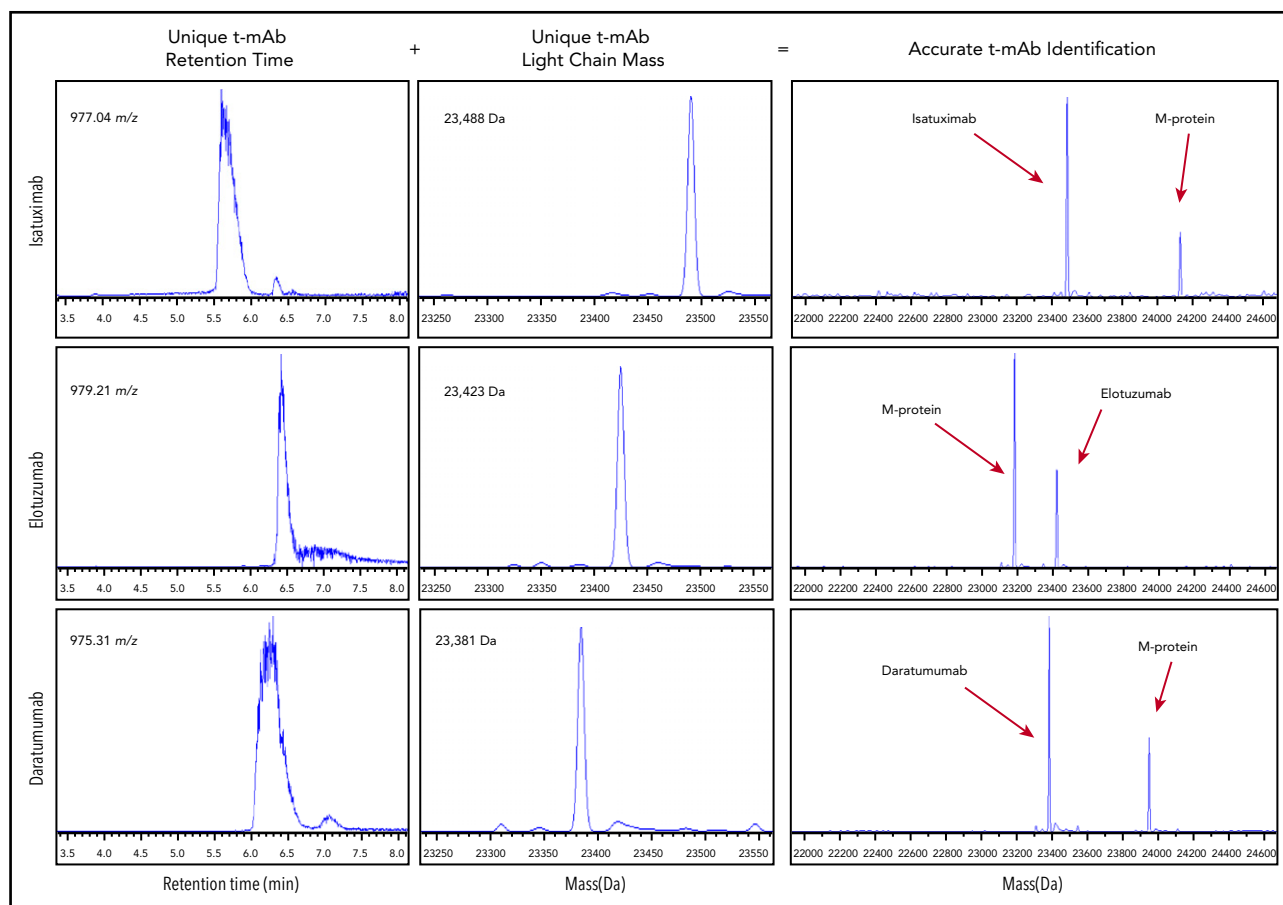 Unique t-mAb
Retention Time
+
Unique t-mAb
Light Chain Mass
=
Accurate t-mAb Identification
Isatuximab
977.04 m/z
3.5 4.0 4.5 5.0 5.5 6.0 6.5 7.0 7.5 8.0
23,488 Da
23250 23300 23350 23400 23450 23500 23550
Isatuximab
M-protein
22000 22200 22400 22600 22800 23000 23200 23400 23600 23800 24000 24200 24400 24600
Elotuzumab
979.21 m/z
3.5 4.0 4.5 5.0 5.5 6.0 6.5 7.0 7.5 8.0
23,423 Da
23250 23300 23350 23400 23450 23500 23550
M-protein
Elotuzumab
22000 22200 22400 22600 22800 23000 23200 23400 23600 23800 24000 24200 24400 24600
Daratumumab
975.31 m/z
3.5 4.0 4.5 5.0 5.5 6.0 6.5 7.0 7.5 8.0
23,381 Da
23250 23300 23350 23400 23450 23500 23550
Daratumumab
M-protein
22000 22200 22400 22600 22800 23000 23200 23400 23600 23800 24000 24200 24400 24600
Retention time (min)
Mass(Da)
Mass(Da)